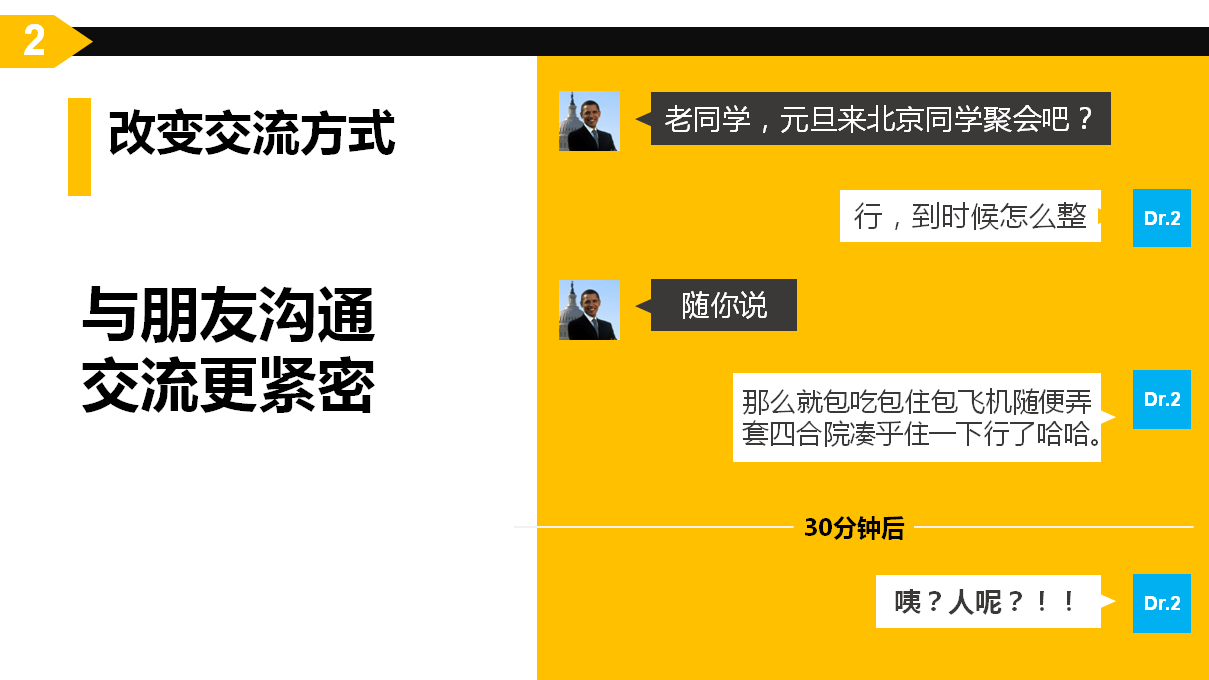 2
改变交流方式
与朋友沟通
交流更紧密
老同学，元旦来北京同学聚会吧？
行，到时候怎么整
Dr.2
随你说
那么就包吃包住包飞机随便弄
套四合院凑乎住一下行了哈哈。
Dr.2
30分钟后
咦？人呢？！！
Dr.2